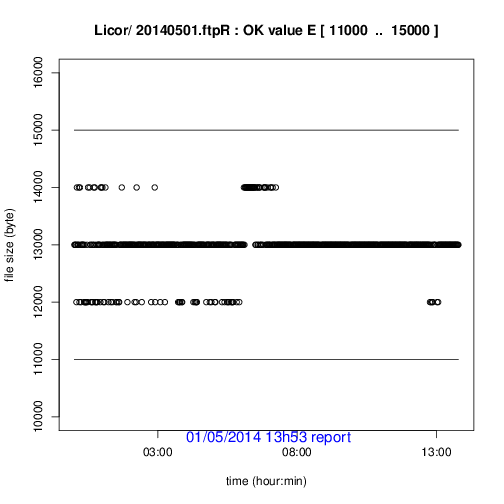 Licor/ 20140501.ftpR : OK value E [ 11000 .. 15000 ]
file size (byte)
16000
15000
14000
13000
12000
11000
10000
01/05/2014 13h53 report
03:00 08:00 13:00
time (hour:min)